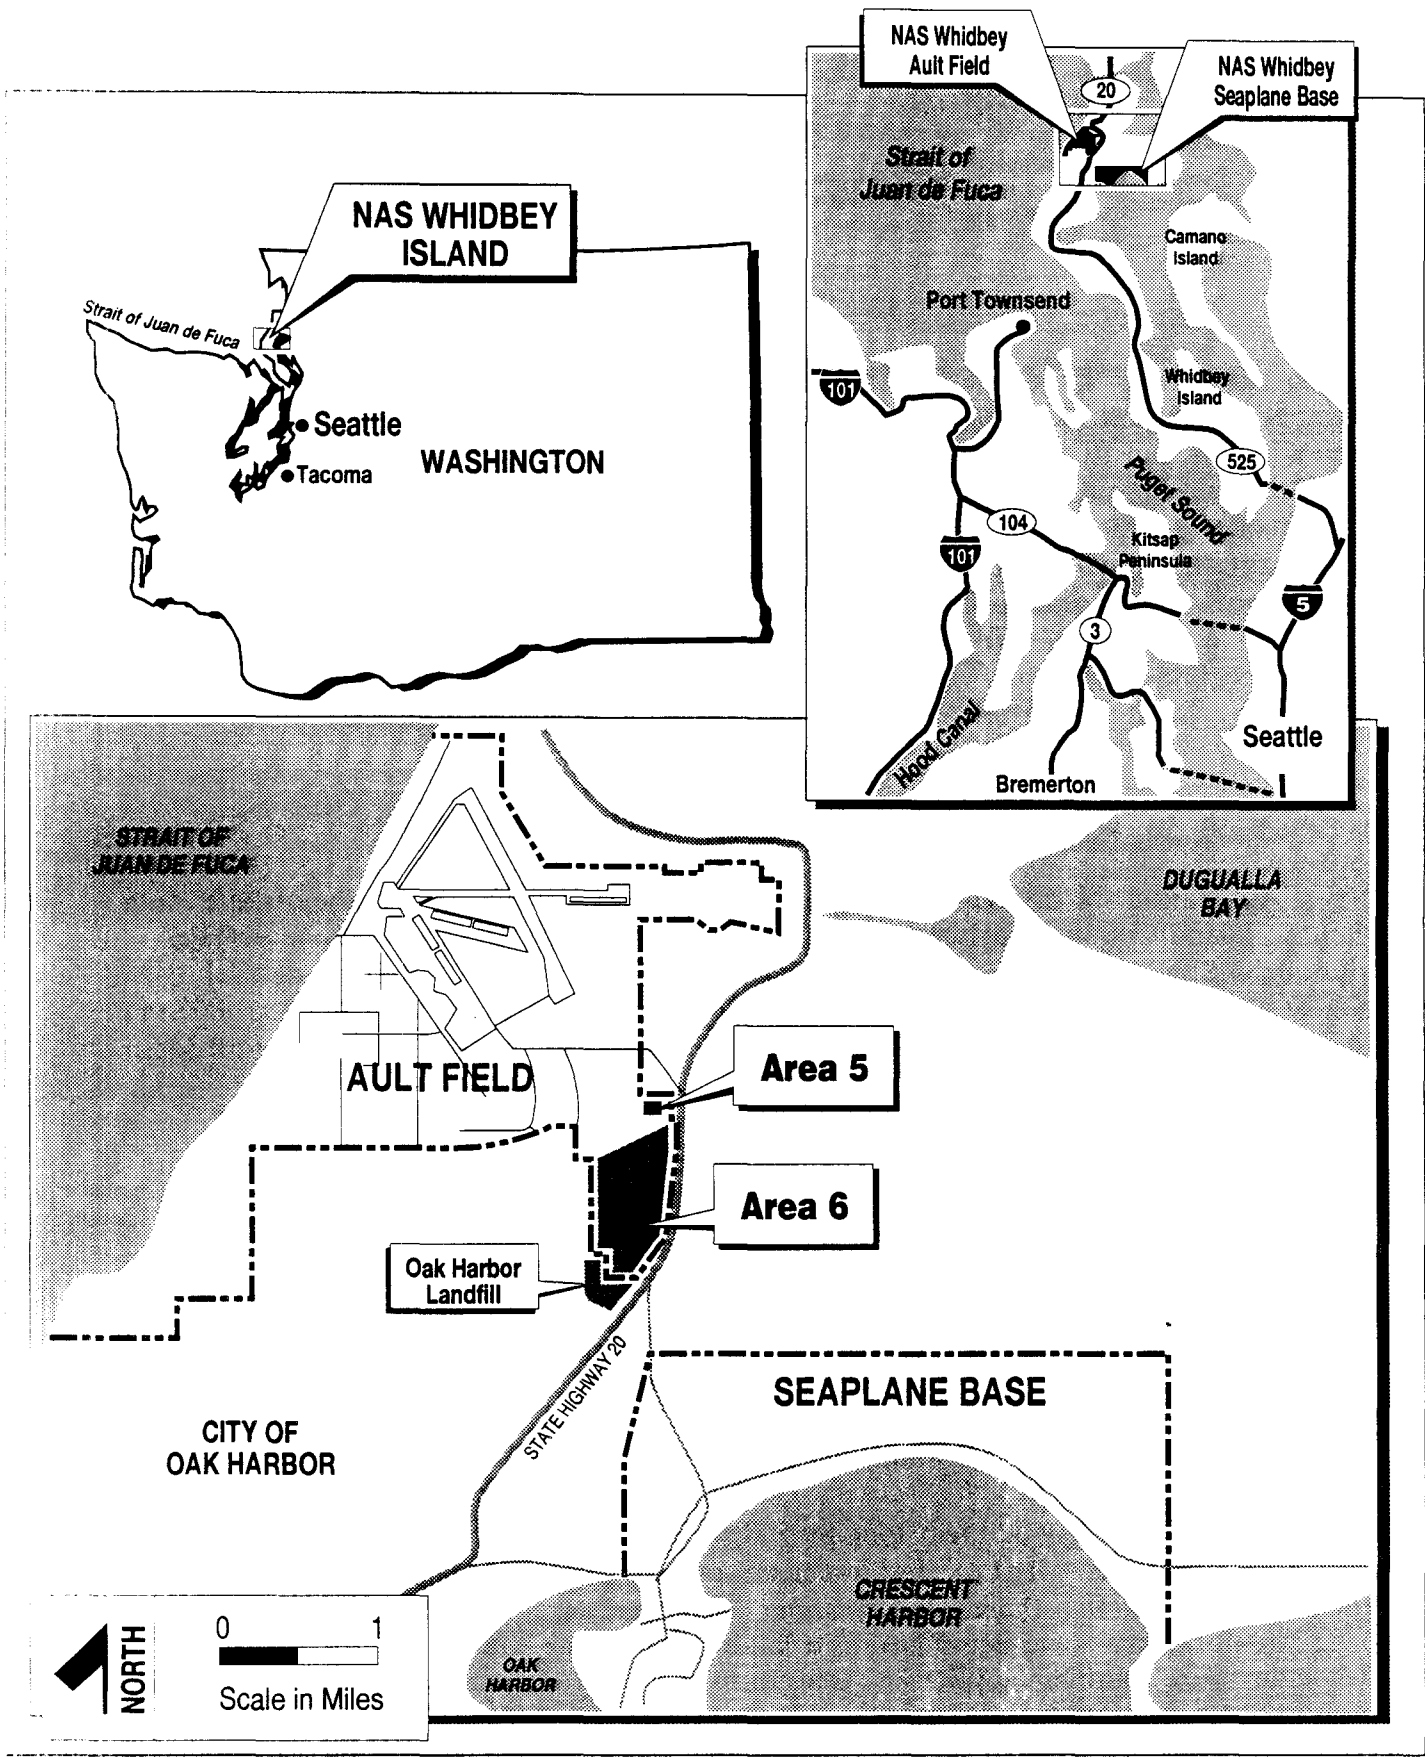 NAS Whidbey
Ault Field
NAS Whidbey
Seaplane Base
20
Strait of
Juan de Fuca
Camano
Island
Port Townsend
101
Whidbey
Island
525
Puget Sound
104
Kitsap
Peninsula
101
5
3
Hood Canal
Seattle
Bremerton
NAS WHIDBEY
ISLAND
Strait of Juan de Fuca
Seattle
Tacoma
WASHINGTON
STRAIT OF
JUAN DE FUCA
DUGUALLA
BAY
Area 5
AULT FIELD
Area 6
Oak Harbor
Landfill
STATE HIGHWAY 20
SEAPLANE BASE
CITY OF
OAK HARBOR
CRESCENT
HARBOR
OAK
HARBOR
NORTH
0 1
Scale in Miles